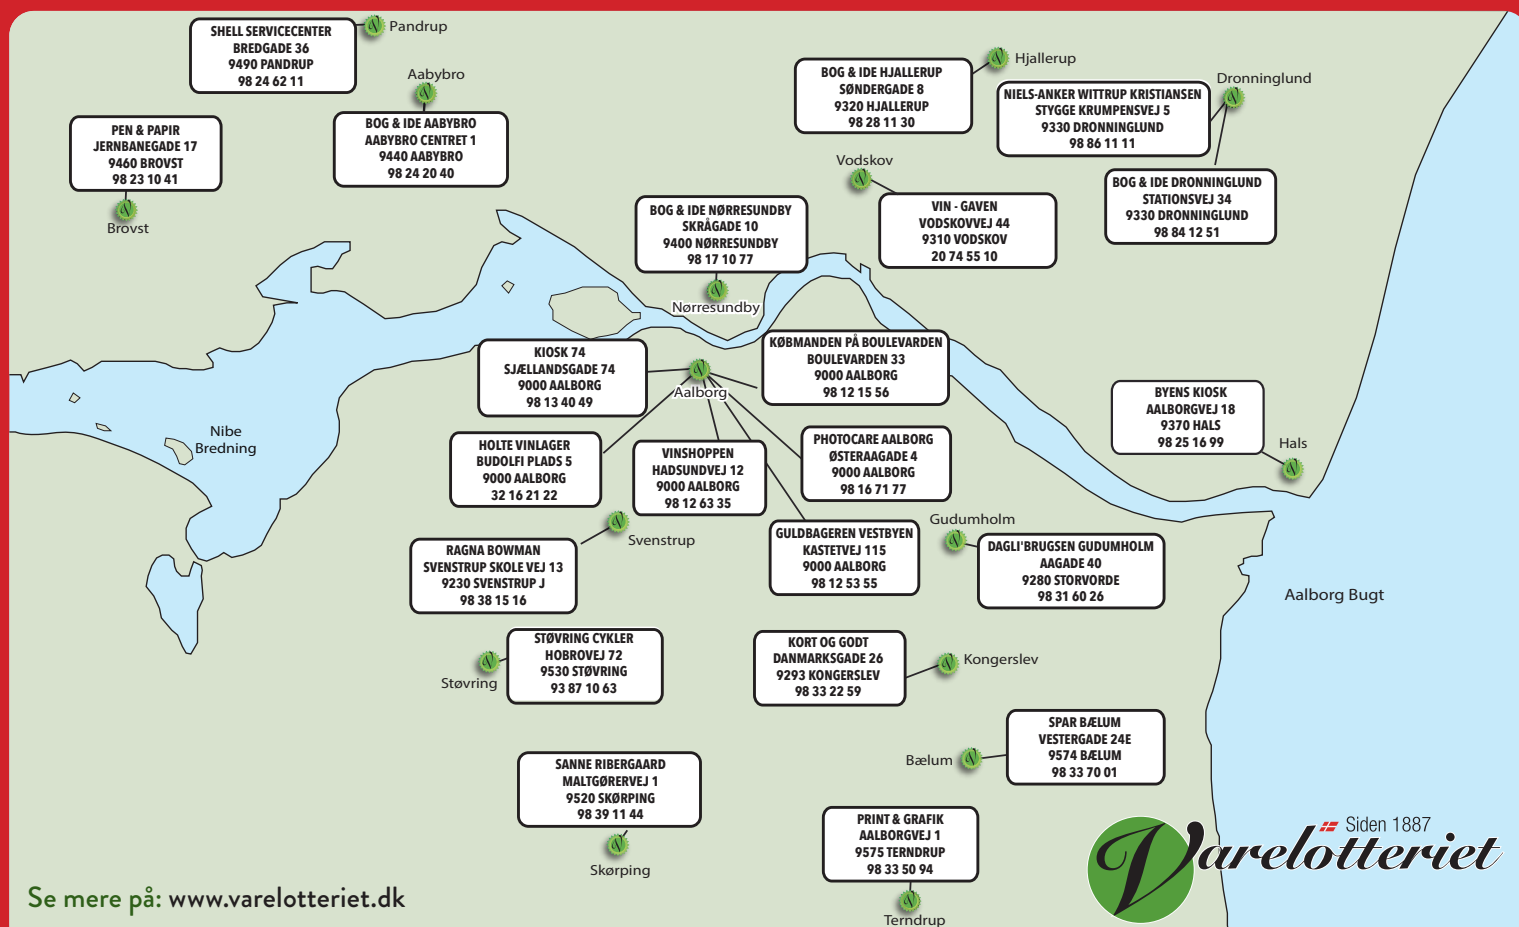 SHELL SERVICECENTER
BREDGADE 36
9490 PANDRUP
98 24 62 11
Pandrup
Aabybro
BOG & IDE AABYBRO
AABYBRO CENTRET 1
9440 AABYBRO
98 24 20 40
PEN & PAPIR
JERNBANEGADE 17
9460 BROVST
98 23 10 41
Brovst
BOG & IDE HJALLERUP
SØNDERGADE 8
9320 HJALLERUP
98 28 11 30
Hjallerup
Dronninglund
NIELS-ANKER WITTRUP KRISTIANSEN
STYGGE KRUMPENSVEJ 5
9330 DRONNINGLUND
98 86 11 11
BOG & IDE DRONNINGLUND
STATIONSVEJ 34
9330 DRONNINGLUND
98 84 12 51
Vodskov
VIN - GAVEN
VODSKOVVEJ 44
9310 VODSKOV
20 74 55 10
BOG & IDE NØRRESUNDBY
SKRÅGADE 10
9400 NØRRESUNDBY
98 17 10 77
Nørresundby
KIOSK 74
SJÆLLANDSGADE 74
9000 AALBORG
98 13 40 49
Aalborg
KØBMANDEN PÅ BOULEVARDEN
BOULEVARDEN 33
9000 AALBORG
98 12 15 56
Nibe
Bredning
HOLTE VINLAGER
BUDOLFI PLADS 5
9000 AALBORG
32 16 21 22
VINSHOPPEN
HADSUNDVEJ 12
9000 AALBORG
98 12 63 35
PHOTOCARE AALBORG
ØSTERAAGADE 4
9000 AALBORG
98 16 71 77
BYENS KIOSK
AALBORGVEJ 18
9370 HALS
98 25 16 99
Hals
Svenstrup
RAGNA BOWMAN
SVENSTRUP SKOLE VEJ 13
9230 SVENSTRUP J
98 38 15 16
GULDBAGEREN VESTBYEN
KASTETVEJ 115
9000 AALBORG
98 12 53 55
Gudumholm
DAGLI'BRUGSEN GUDUMHOLM
AAGADE 40
9280 STORVORDE
98 31 60 26
Aalborg Bugt
STØVRING CYKLER
HOBROVEJ 72
9530 STØVRING
93 87 10 63
Støvring
KORT OG GODT
DANMARKSGADE 26
9293 KONGERSLEV
98 33 22 59
Kongerslev
SPAR BÆLUM
VESTERGADE 24E
9574 BÆLUM
98 33 70 01
Bælum
SANNE RIBERGAARD
MALTGØRERVEJ 1
9520 SKØRPING
98 39 11 44
Skørping
PRINT & GRAFIK
AALBORGVEJ 1
9575 TERNDRUP
98 33 50 94
Terndrup
Siden 1887
Varelotteriet
Se mere på: www.varelotteriet.dk